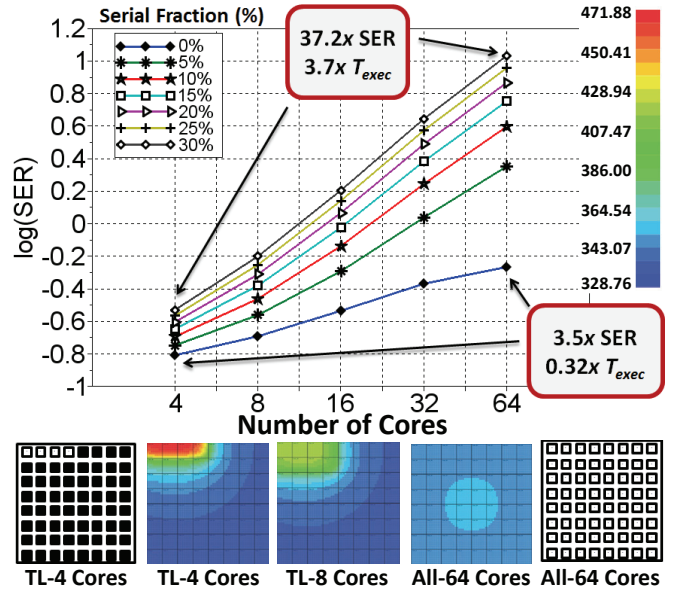 Serial Fraction (%)
0%
5%
10%
15%
20%
25%
30%
37.2x SER
3.7x Texec
3.5x SER
0.32x Texec
log(SER)
1.2
1
0.8
0.6
0.4
0.2
0
-0.2
-0.4
-0.6
-0.8
-1
4
8
16
32
64
Number of Cores
471.88
450.41
428.94
407.47
386.00
364.54
343.07
328.76
TL-4 Cores
TL-4 Cores
TL-8 Cores
All-64 Cores
All-64 Cores